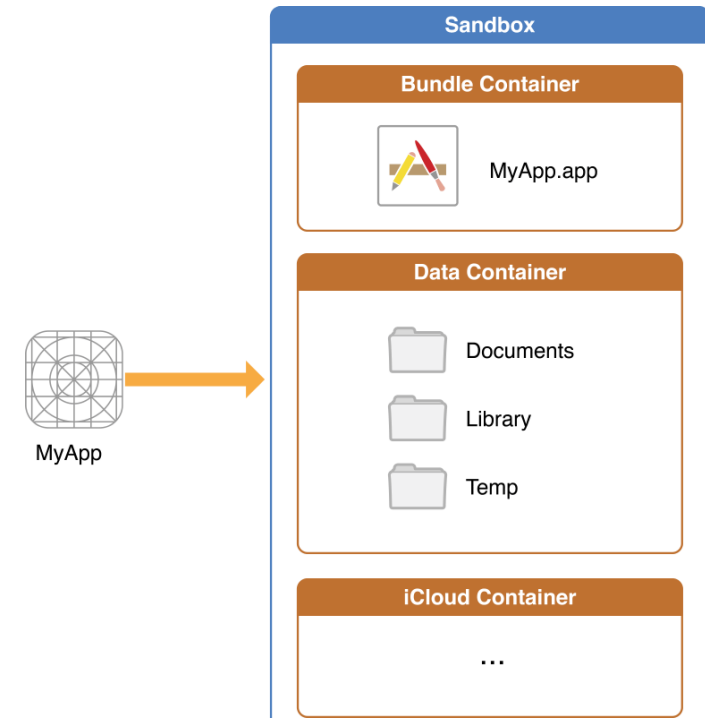 Sandbox
Bundle Container
MyApp.app
Data Container
Documents
Library
Temp
MyApp
iCloud Container
...